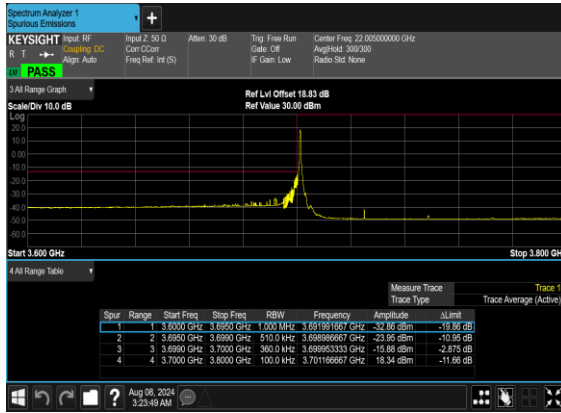 Spectrum Analyzer 1
Spurious Emissions
+
KEYSIGHT Input: RF Input Z: 50 Ω Atten: 30 dB Trig: Free Run Center Freq: 22.005000000 GHz
R T Coupling: DC Corr CCorr Gate: Off Avg|Hold: 300/300
Align: Auto Freq Ref: Int (S) IF Gain: Low Radio Std: None
LV PASS
3 All Range Graph
Ref Lvl Offset 18.83 dB
Scale/Div 10.0 dB Ref Value 30.00 dBm
Log
20.0
10.0
0.00
-10.0
-20.0
-30.0
-40.0
-50.0
-60.0
Start 3.600 GHz Stop 3.800 GH
4 All Range Table
Measure Trace Trace 1
Trace Type Trace Average (Active)
Spur Range Start Freq Stop Freq RBW Frequency Amplitude ΔLimit
1 1 3.6000 GHz 3.6950 GHz 1.000 MHz 3.691991667 GHz -32.86 dBm -19.86 dB
2 2 3.6950 GHz 3.6990 GHz 510.0 kHz 3.698986667 GHz -23.95 dBm -10.95 dB
3 3 3.6990 GHz 3.7000 GHz 360.0 kHz 3.699953333 GHz -15.88 dBm -2.875 dB
4 4 3.7000 GHz 3.8000 GHz 100.0 kHz 3.701166667 GHz 18.34 dBm -11.66 dB
? Aug 08, 2024
3:23:49 AM